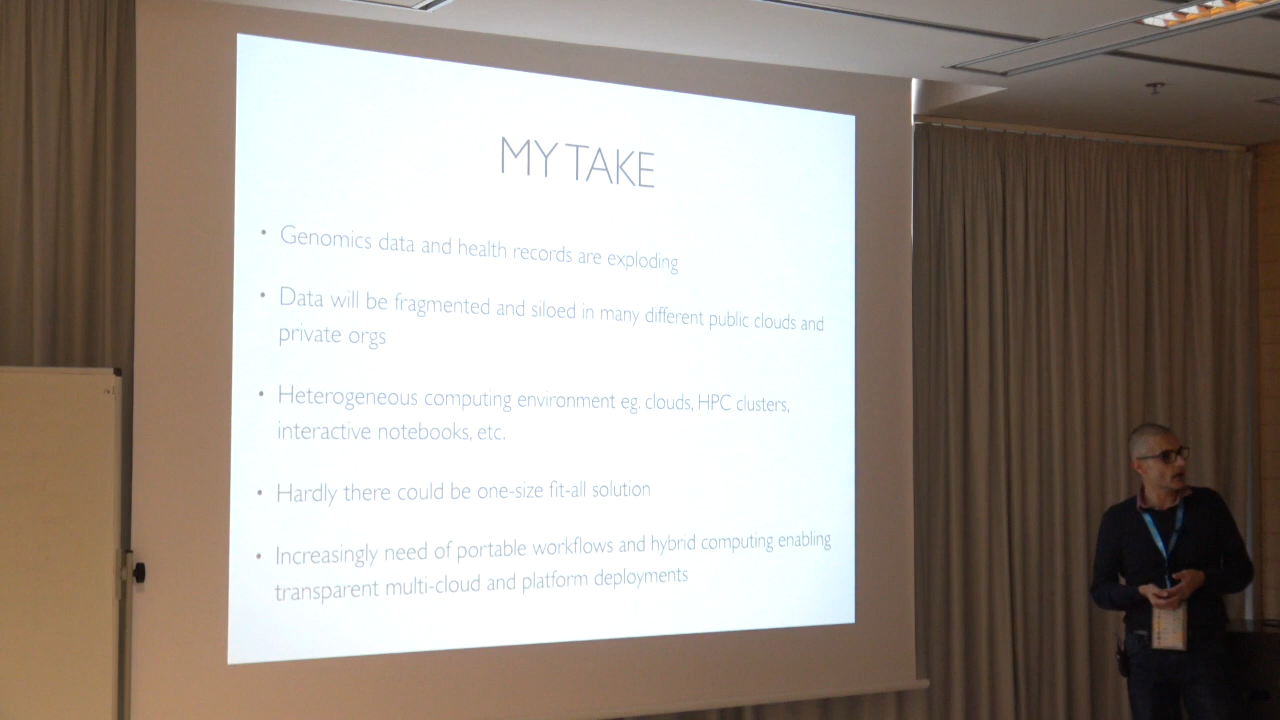 MY TAKE
• Genomics data and health records are exploding
• Data will be fragmented and siloed in many different public clouds and
private orgs
• Heterogeneous computing environment eg. clouds, HPC clusters,
interactive notebooks, etc.
• Hardly there could be one-size fit-all solution
• Increasingly need of portable workflows and hybrid computing enabling
transparent multi-cloud and platform deployments